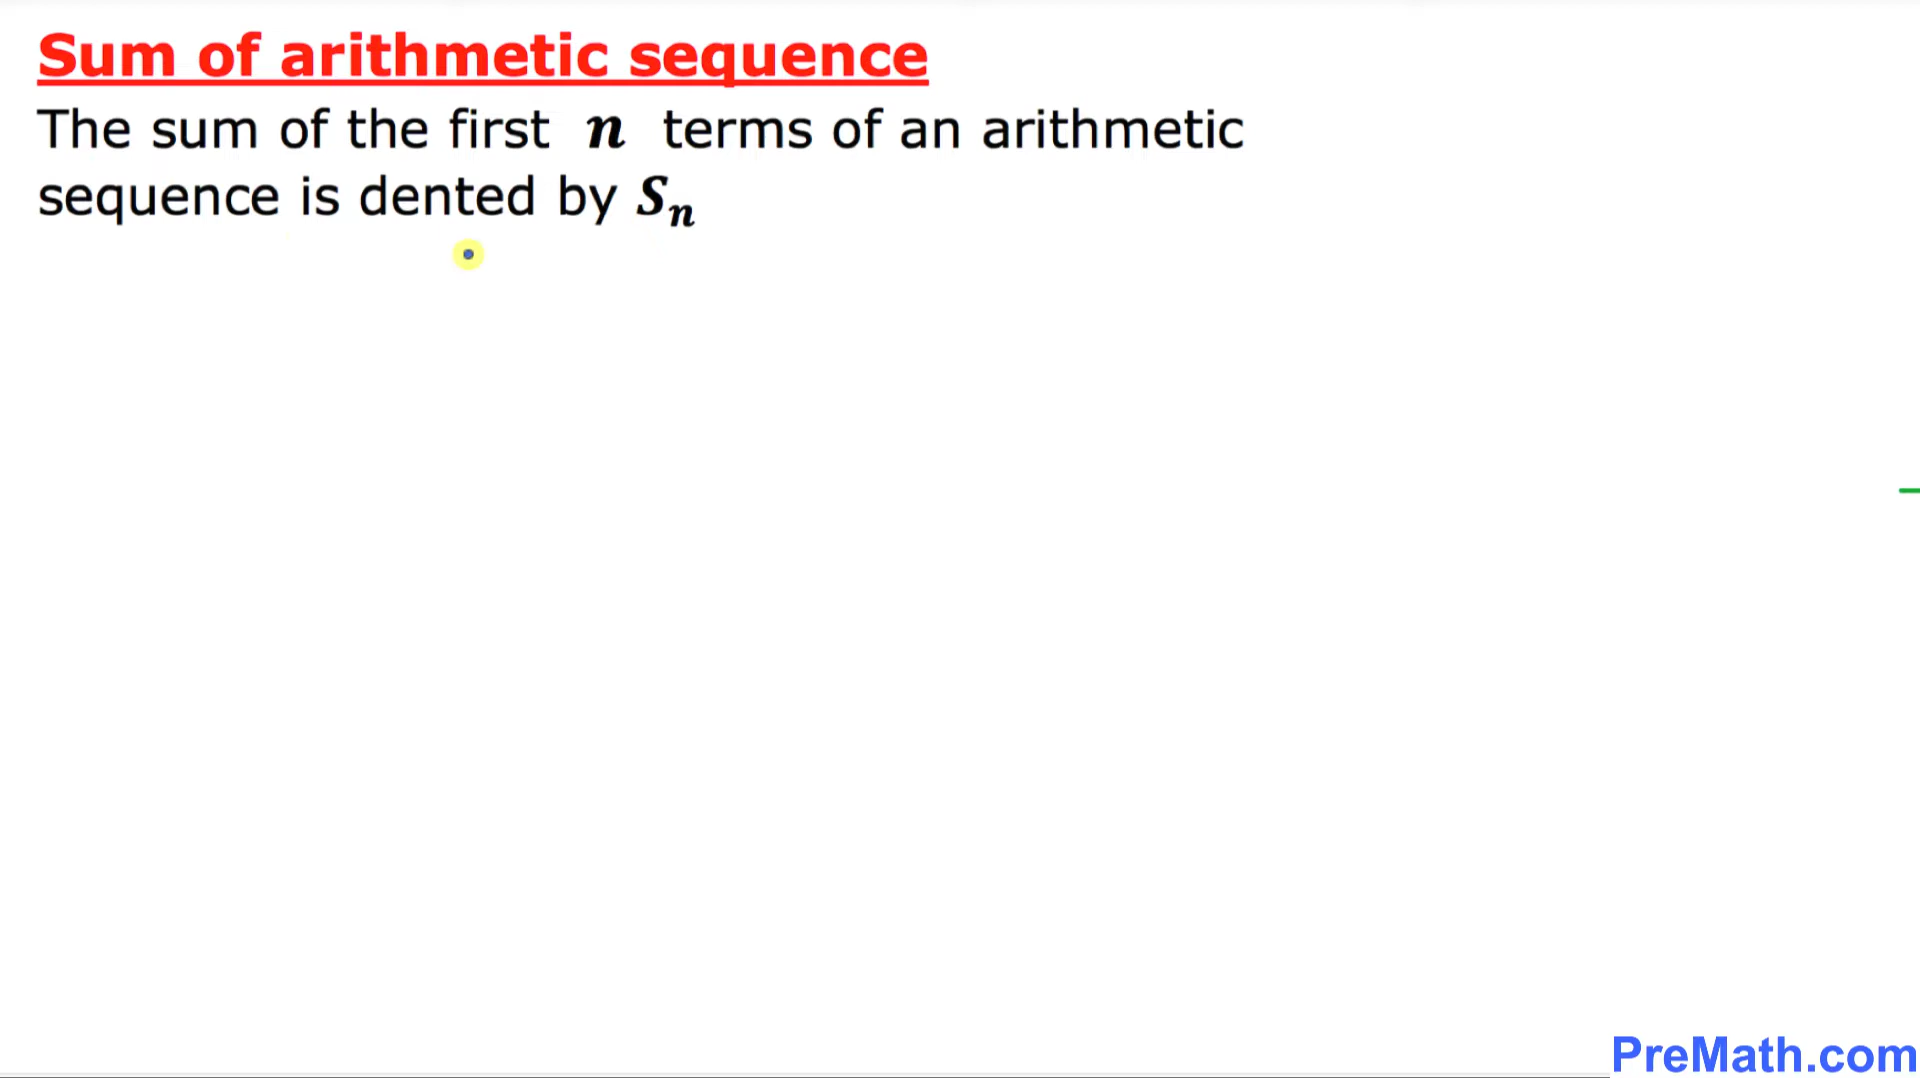 Sum of arithmetic sequence
The sum of the first n terms of an arithmetic
sequence is dented by Sₙ
PreMath.com